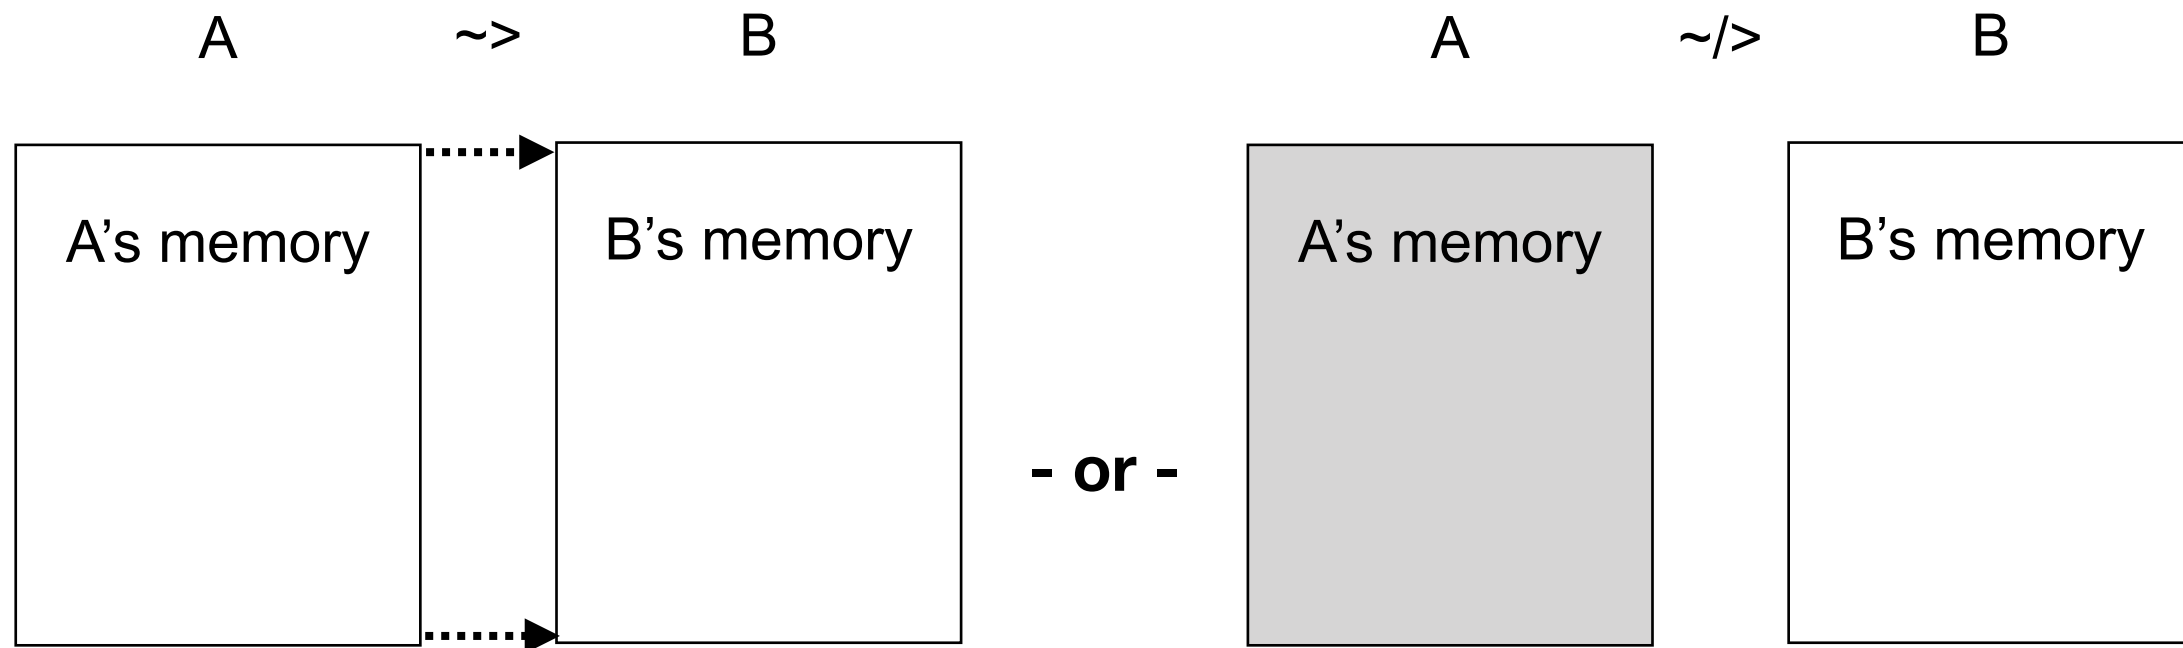 A ~> B A ~/> B
A’s memory B’s memory A’s memory B’s memory
- or -